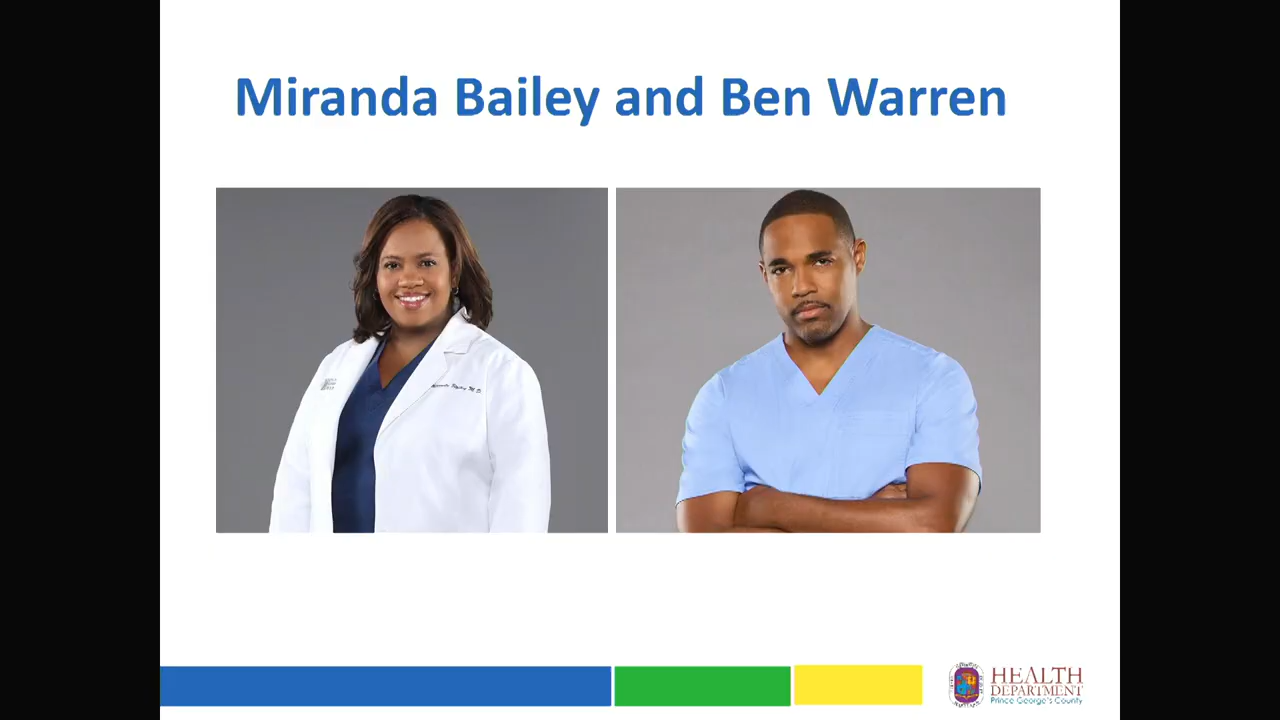 Miranda Bailey and Ben Warren
HEALTH
DEPARTMENT
Prince George's County